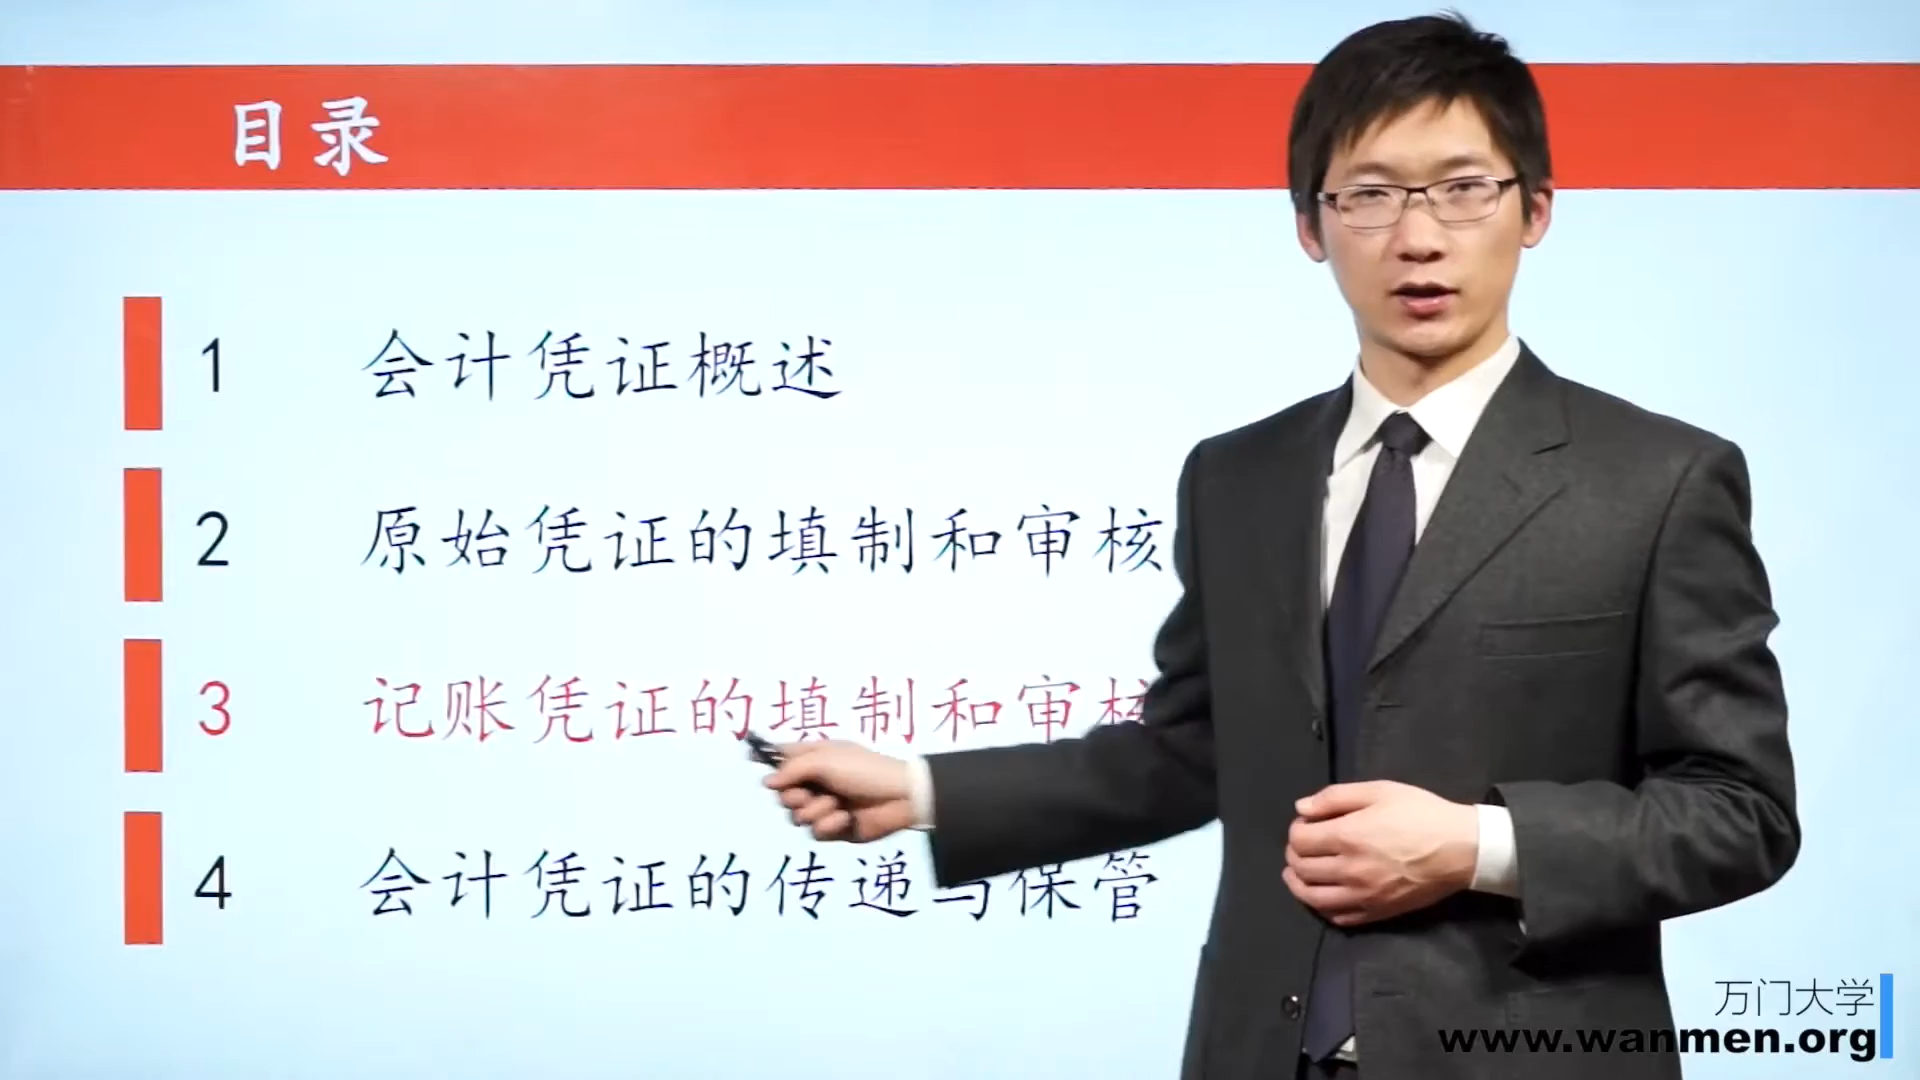 目录
1 会计凭证概述
2 原始凭证的填制和审核
3 记账凭证的填制和审核
4 会计凭证的传递与保管
万门大学
www.wanmen.org